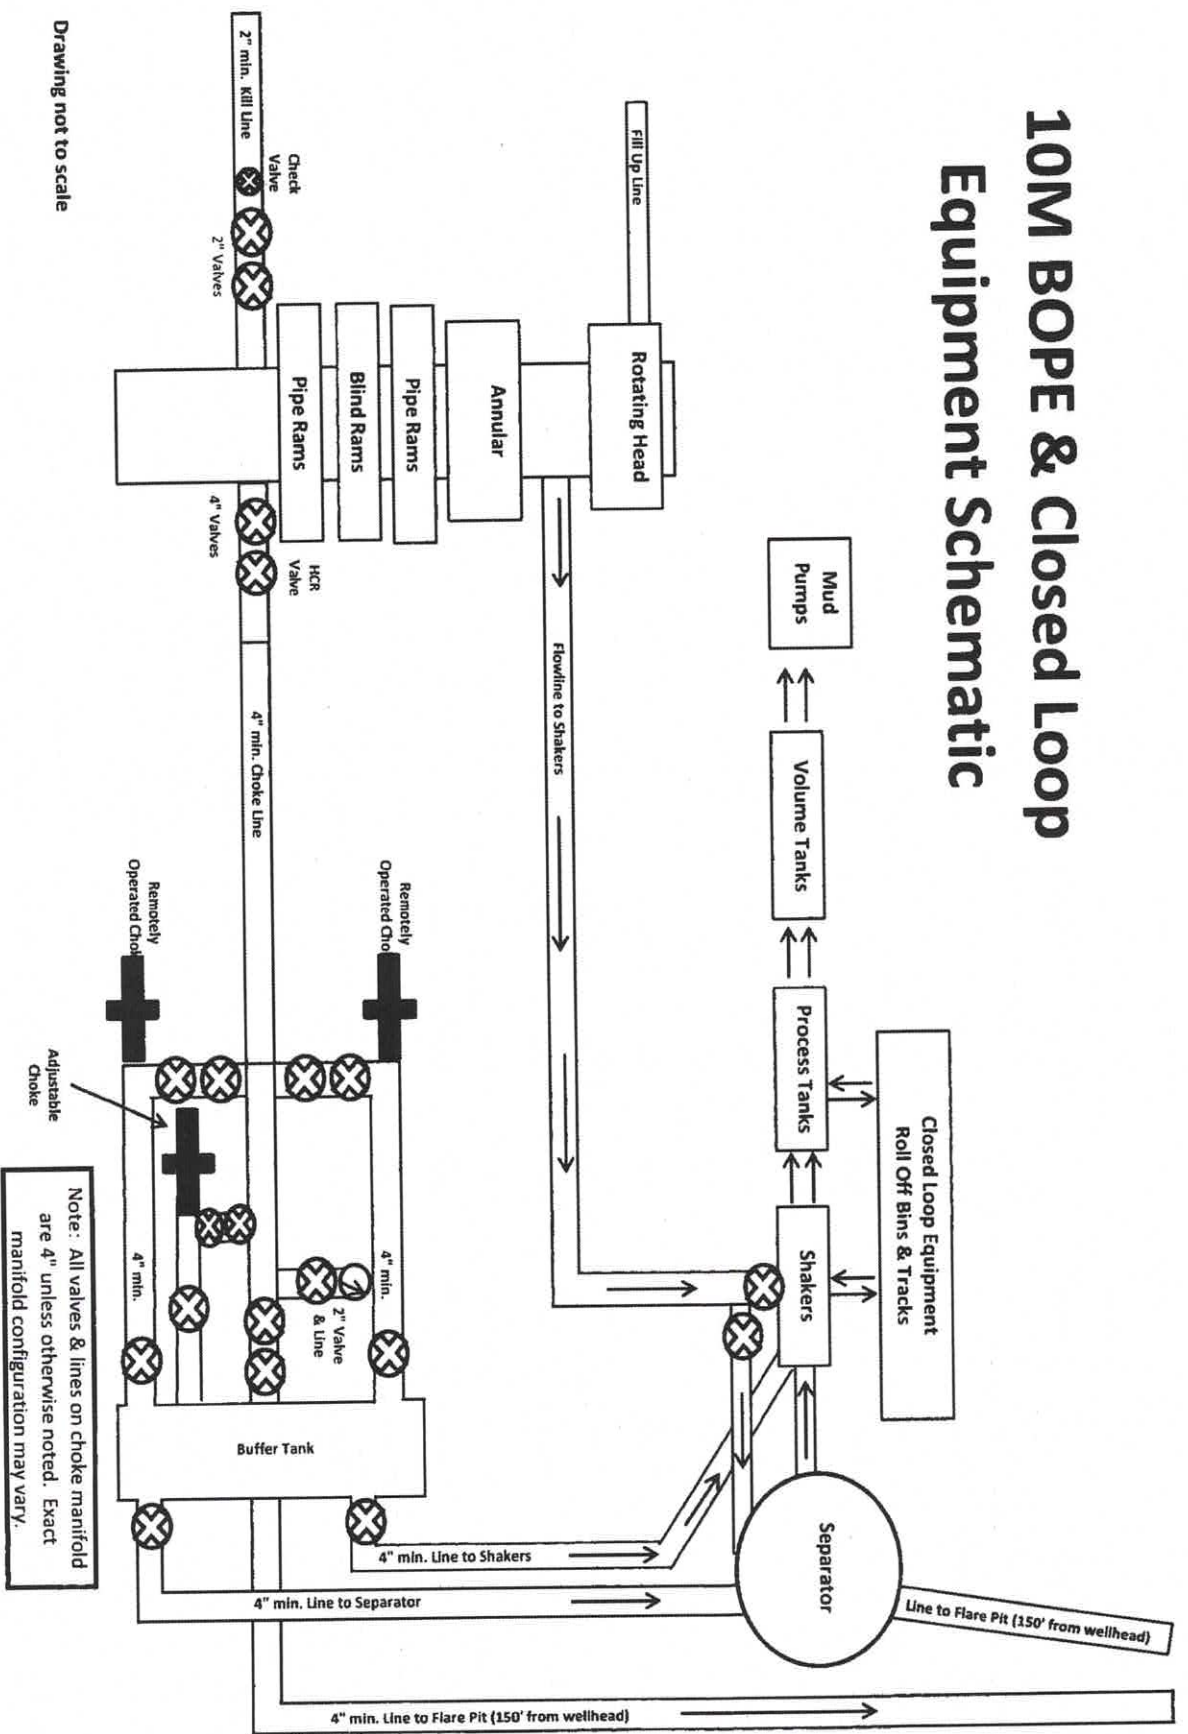 10M BOPE & Closed Loop
Equipment Schematic
Fill Up Line
Rotating Head
Mud
Pumps
Volume Tanks
Process Tanks
Closed Loop Equipment
Roll Off Bins & Tracks
Shakers
Separator
Line to Flare Pit (150' from wellhead)
Flowline to Shakers
Annular
Pipe Rams
Blind Rams
Pipe Rams
2" min. Kill Line
Check
Valve
2" Valves
HCR
Valve
4" Valves
4" min. Choke Line
Remotely
Operated Cho
Remotely
Operated Chok
Adjustable
Choke
4" min.
2" Valve
& Line
4" min.
Buffer Tank
4" min. Line to Shakers
4" min. Line to Separator
4" min. Line to Flare Pit (150' from wellhead)
Drawing not to scale
Note: All valves & lines on choke manifold
are 4" unless otherwise noted. Exact
manifold configuration may vary.